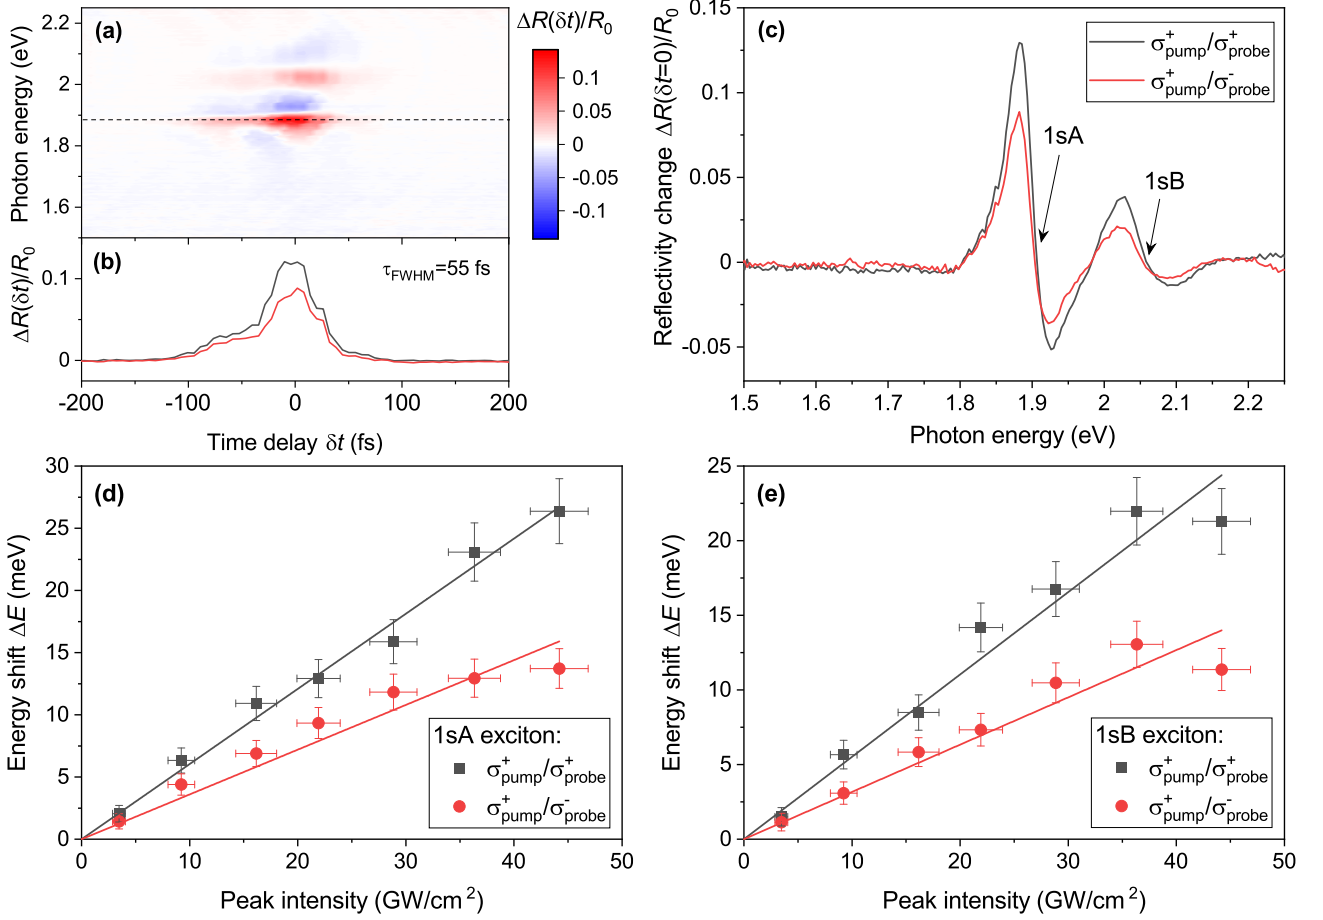 (a)
2.2
2.0
1.8
1.6
Photon energy (eV)
ΔR(δt)/R₀
0.1
0.05
0
-0.05
-0.1
(b)
τFWHM=55 fs
0.1
0
ΔR(δt)/R₀
-200
-100
0
100
200
Time delay δt (fs)
(c)
σ⁺pump/σ⁺probe
σ⁺pump/σ⁻probe
1sA
1sB
0.15
0.1
0.05
0
-0.05
Reflectivity change ΔR(δt=0)/R₀
1.5
1.6
1.7
1.8
1.9
2
2.1
2.2
Photon energy (eV)
(d)
30
25
20
15
10
5
0
Energy shift ΔE (meV)
1sA exciton:
σ⁺pump/σ⁺probe
σ⁺pump/σ⁻probe
0
10
20
30
40
50
Peak intensity (GW/cm²)
(e)
25
20
15
10
5
0
Energy shift ΔE (meV)
1sB exciton:
σ⁺pump/σ⁺probe
σ⁺pump/σ⁻probe
0
10
20
30
40
50
Peak intensity (GW/cm²)